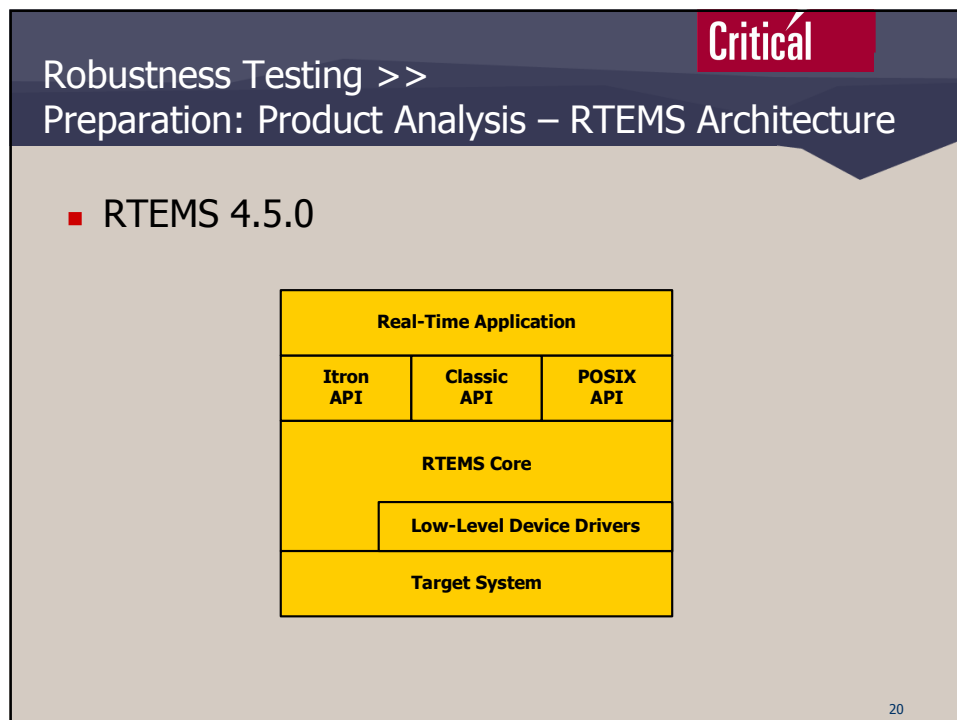 Critical
Robustness Testing >>
Preparation: Product Analysis – RTEMS Architecture
RTEMS 4.5.0
Real-Time Application
Itron
API
Classic
API
POSIX
API
RTEMS Core
Low-Level Device Drivers
Target System
20